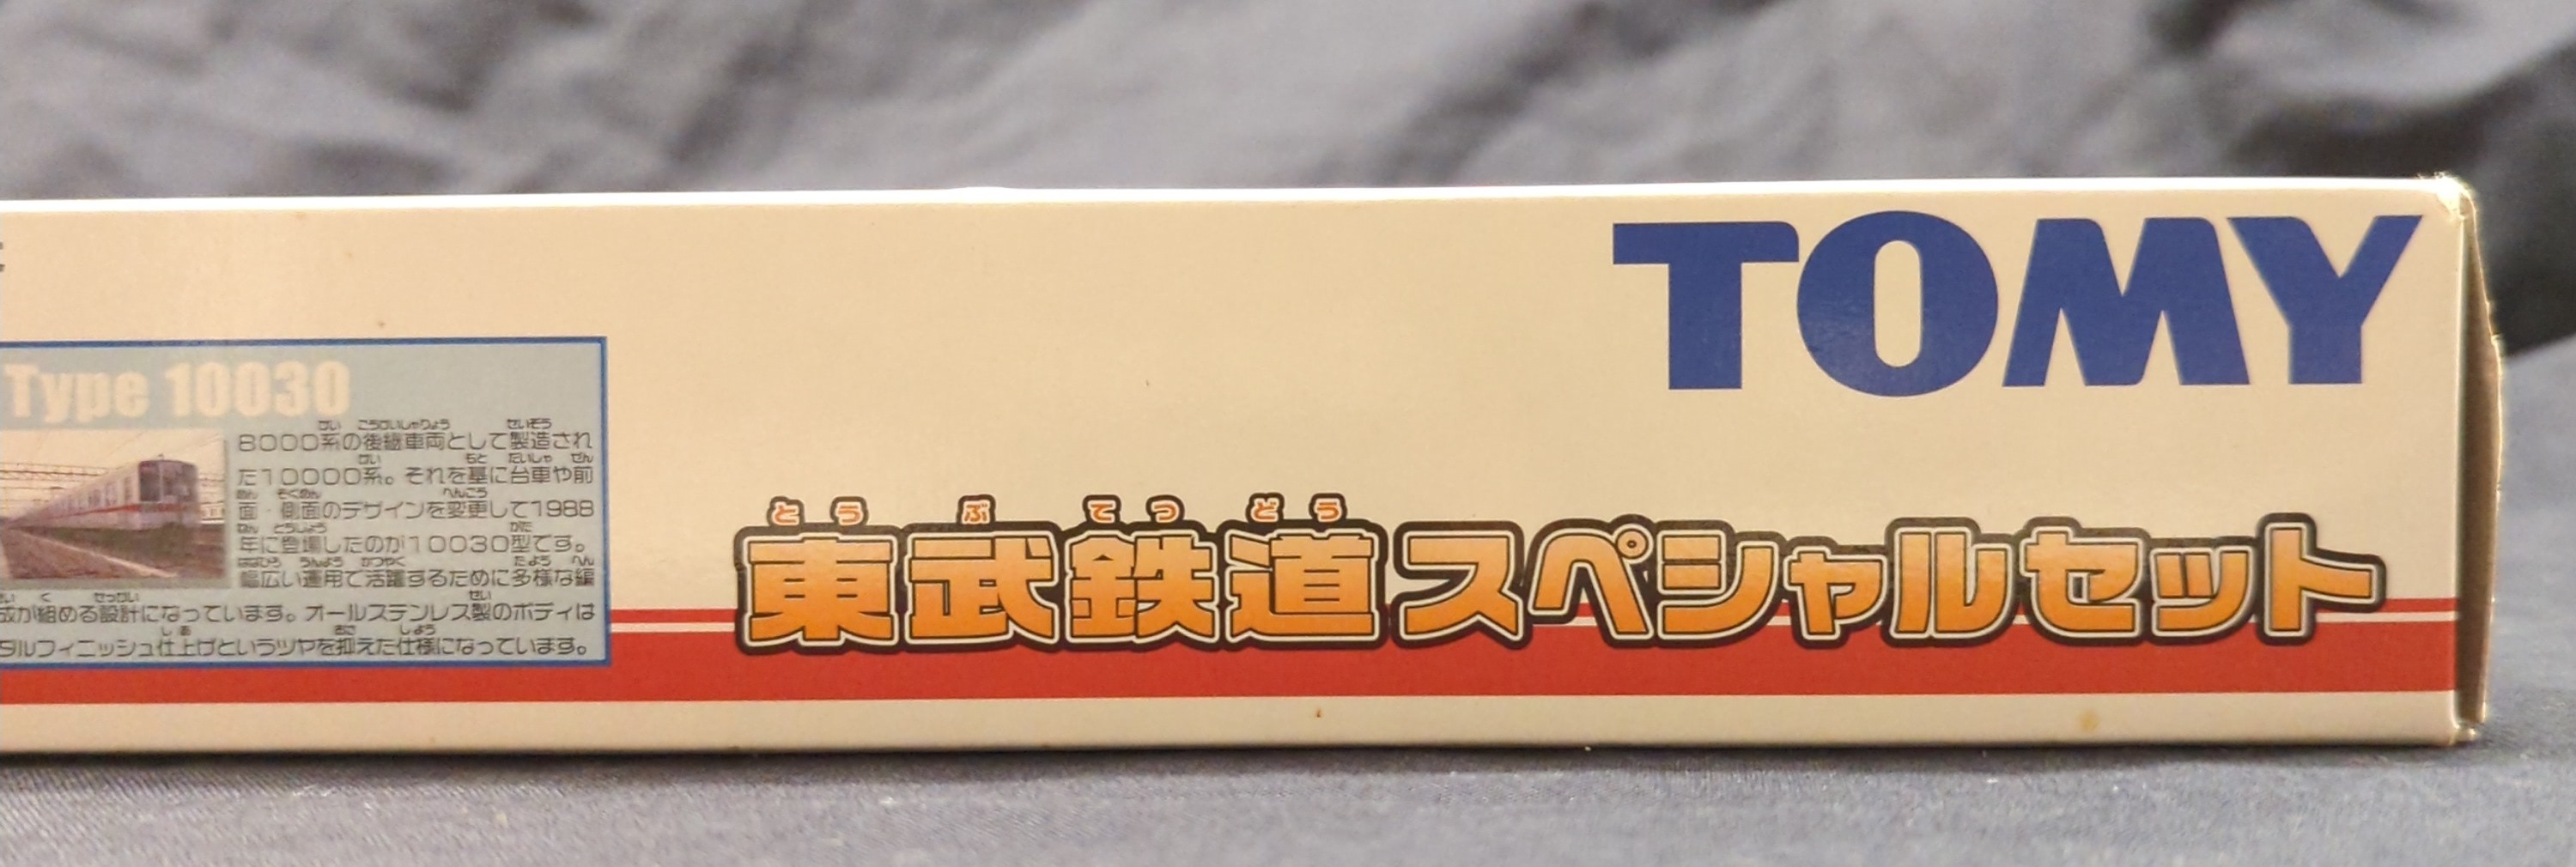 TOMY
Type 10030
8000系の後継車両として製造され
た10000系。それを基に台車や前
面・側面のデザインを変更して1988
年に登場したのが10030型です。
幅広い運用で活躍するために多様な編
成が組める設計になっています。オールステンレス製のボディは
ダルフィニッシュ仕上げというツヤを抑えた仕様になっています。
とうぶてつどう
東武鉄道スペシャルセット